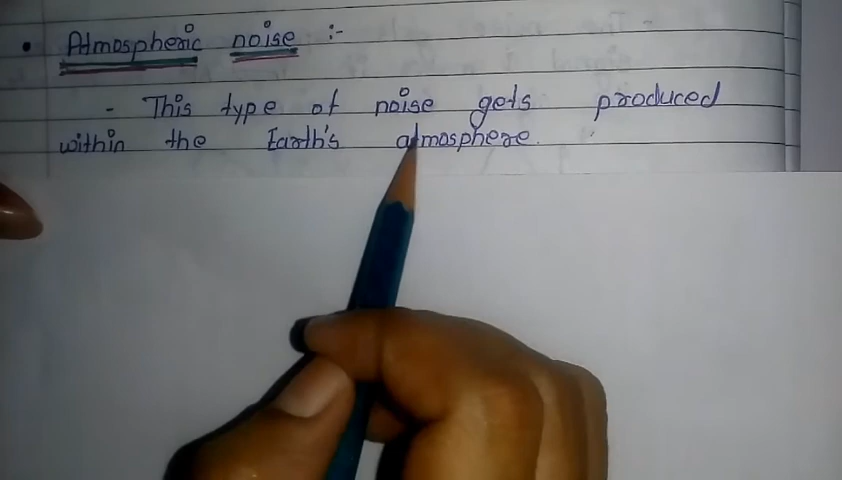 • Atmospheric noise :-
- This type of noise gets produced
within the Earth's atmosphere.